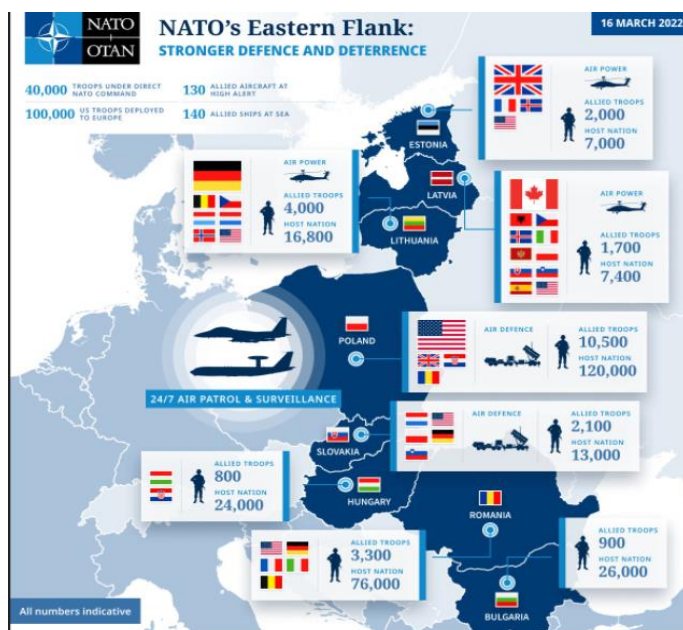 NATO
OTAN
NATO's Eastern Flank:
STRONGER DEFENCE AND DETERRENCE
16 MARCH 2022
40,000 TROOPS UNDER DIRECT NATO COMMAND
130 ALLIED AIRCRAFT AT HIGH ALERT
100,000 US TROOPS DEPLOYED TO EUROPE
140 ALLIED SHIPS AT SEA
AIR POWER
ALLIED TROOPS
2,000
HOST NATION
7,000
ESTONIA
AIR POWER
ALLIED TROOPS
4,000
HOST NATION
16,800
LATVIA
LITHUANIA
AIR POWER
ALLIED TROOPS
1,700
HOST NATION
7,400
POLAND
AIR DEFENCE
ALLIED TROOPS
10,500
HOST NATION
120,000
24/7 AIR PATROL & SURVEILLANCE
SLOVAKIA
AIR DEFENCE
ALLIED TROOPS
2,100
HOST NATION
13,000
ALLIED TROOPS
800
HOST NATION
24,000
HUNGARY
ROMANIA
ALLIED TROOPS
3,300
HOST NATION
76,000
ALLIED TROOPS
900
HOST NATION
26,000
BULGARIA
All numbers indicative